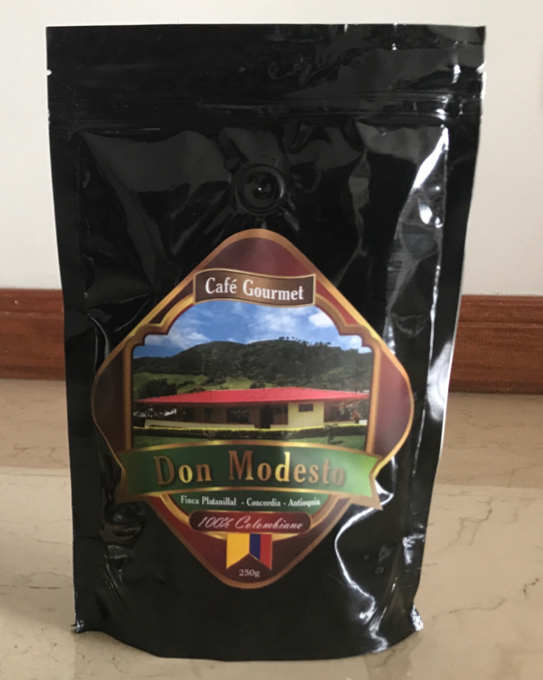 Café Gourmet
Don Modesto
Finca Platanillal - Concordia - Antioquia
100% Colombiano
250g